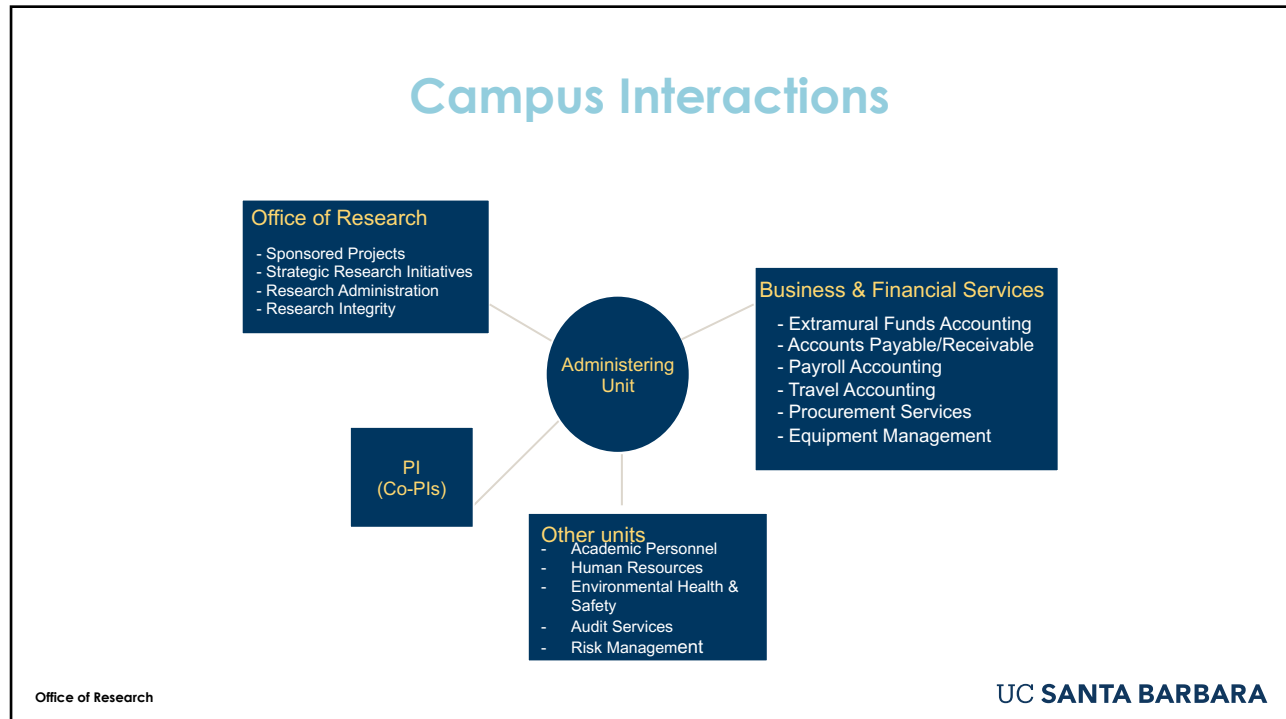 Campus Interactions
Office of Research
- Sponsored Projects
- Strategic Research Initiatives
- Research Administration
- Research Integrity
Business & Financial Services
- Extramural Funds Accounting
- Accounts Payable/Receivable
- Payroll Accounting
- Travel Accounting
- Procurement Services
- Equipment Management
Administering
Unit
PI
(Co-PIs)
Other units
- Academic Personnel
- Human Resources
- Environmental Health &
Safety
- Audit Services
- Risk Management
Office of Research
UC SANTA BARBARA